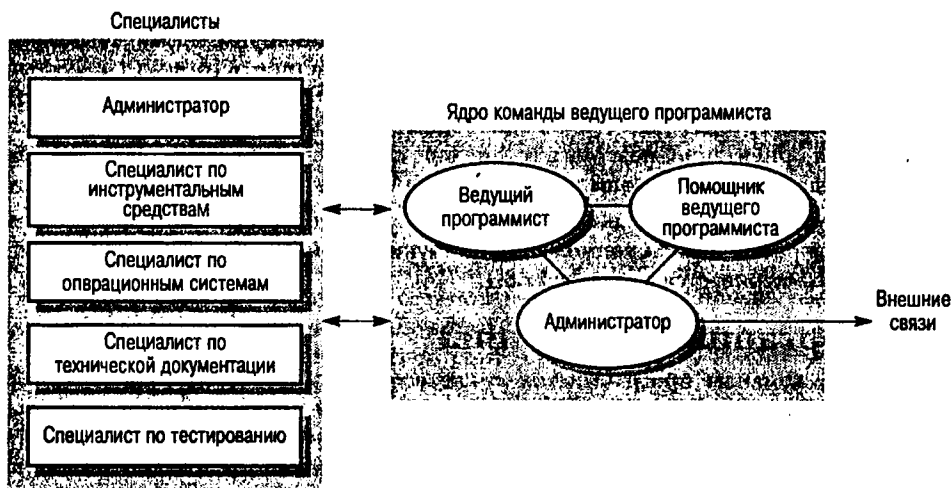 Специалисты
Администратор
Специалист по
инструментальным
средствам
Специалист по
опврационным системам
Специалист по
технической документации
Специалист по тестированию
Ядро команды ведущего программиста
Ведущий
программист
Помощник
ведущего
программиста
Администратор
Внешние
связи